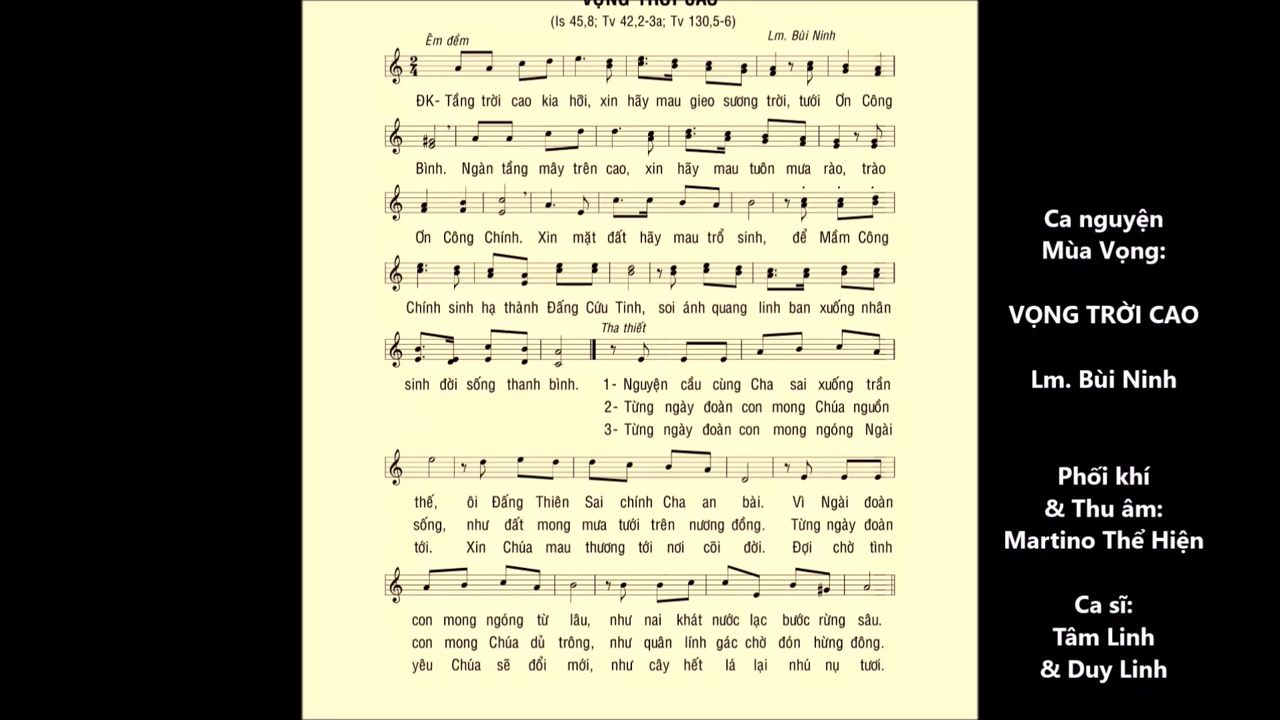 VỌNG TRỜI CAO
(Is 45,8; Tv 42,2-3a; Tv 130,5-6)
Êm đềm
Lm. Bùi Ninh
2
4
ĐK- Tầng trời cao kia hỡi, xin hãy mau gieo sương trời, tưới Ơn Công
Bình. Ngàn tầng mây trên cao, xin hãy mau tuôn mưa rào, trào
Ơn Công Chính. Xin mặt đất hãy mau trổ sinh, để Mầm Công
Chính sinh hạ thành Đấng Cứu Tinh, soi ánh quang linh ban xuống nhân
Tha thiết
sinh đời sống thanh bình. 1- Nguyện cầu cùng Cha sai xuống trần
2- Từng ngày đoàn con mong Chúa nguồn
3- Từng ngày đoàn con mong ngóng Ngài
thế, ôi Đấng Thiên Sai chính Cha an bài. Vì Ngài đoàn
sống, như đất mong mưa tưới trên nương đồng. Từng ngày đoàn
tới. Xin Chúa mau thương tới nơi cõi đời. Đợi chờ tình
con mong ngóng từ lâu, như nai khát nước lạc bước rừng sâu.
con mong Chúa dủ trông, như quân lính gác chờ đón hừng đông.
yêu Chúa sẽ đổi mới, như cây hết lá lại nhú nụ tươi.
Ca nguyện
Mùa Vọng:
VỌNG TRỜI CAO
Lm. Bùi Ninh
Phối khí
& Thu âm:
Martino Thể Hiện
Ca sĩ:
Tâm Linh
& Duy Linh